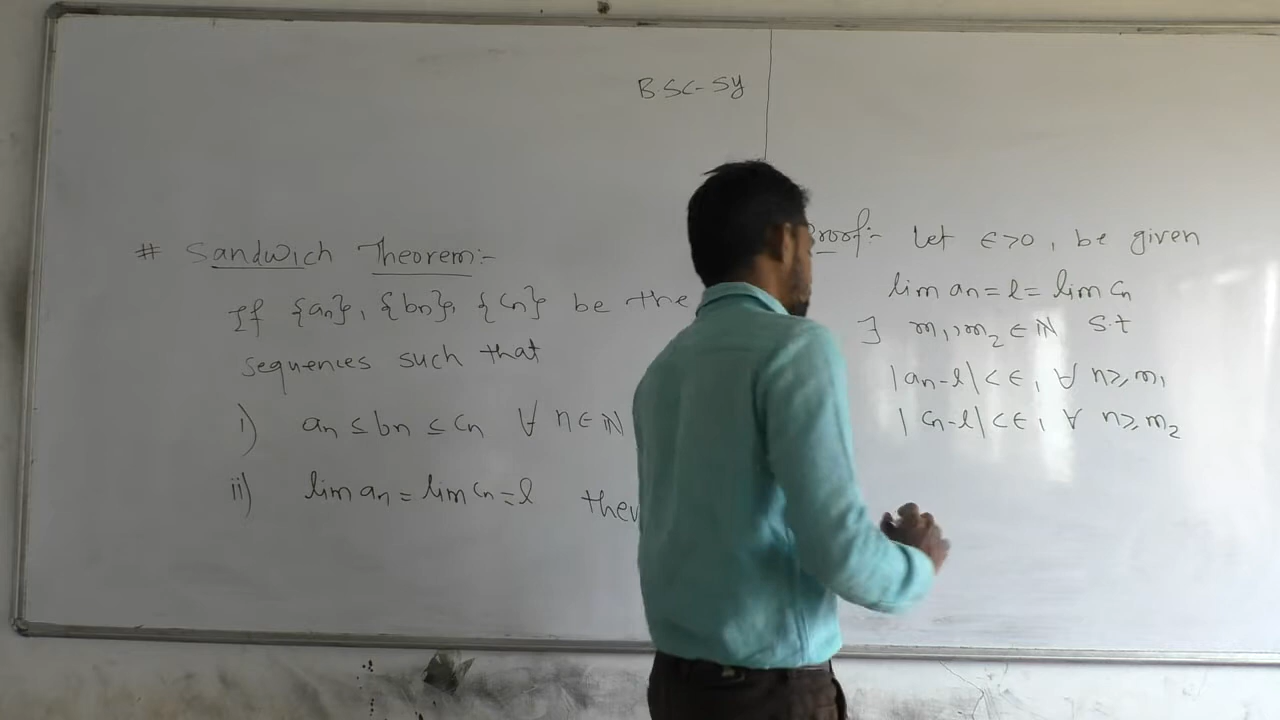 B.Sc-Sy
# Sandwich Theorem:-
If {an}, {bn}, {cn} be the
sequences such that
i) an ≤ bn ≤ cn ∀ n ∈ ℕ
ii) lim an = lim cn = l then
Proof:- Let ∈>0, be given
lim an = l = lim cn
∃ m1, m2 ∈ ℕ s.t
|an-l| < ∈, ∀ n ≥ m1
|cn-l| < ∈, ∀ n ≥ m2